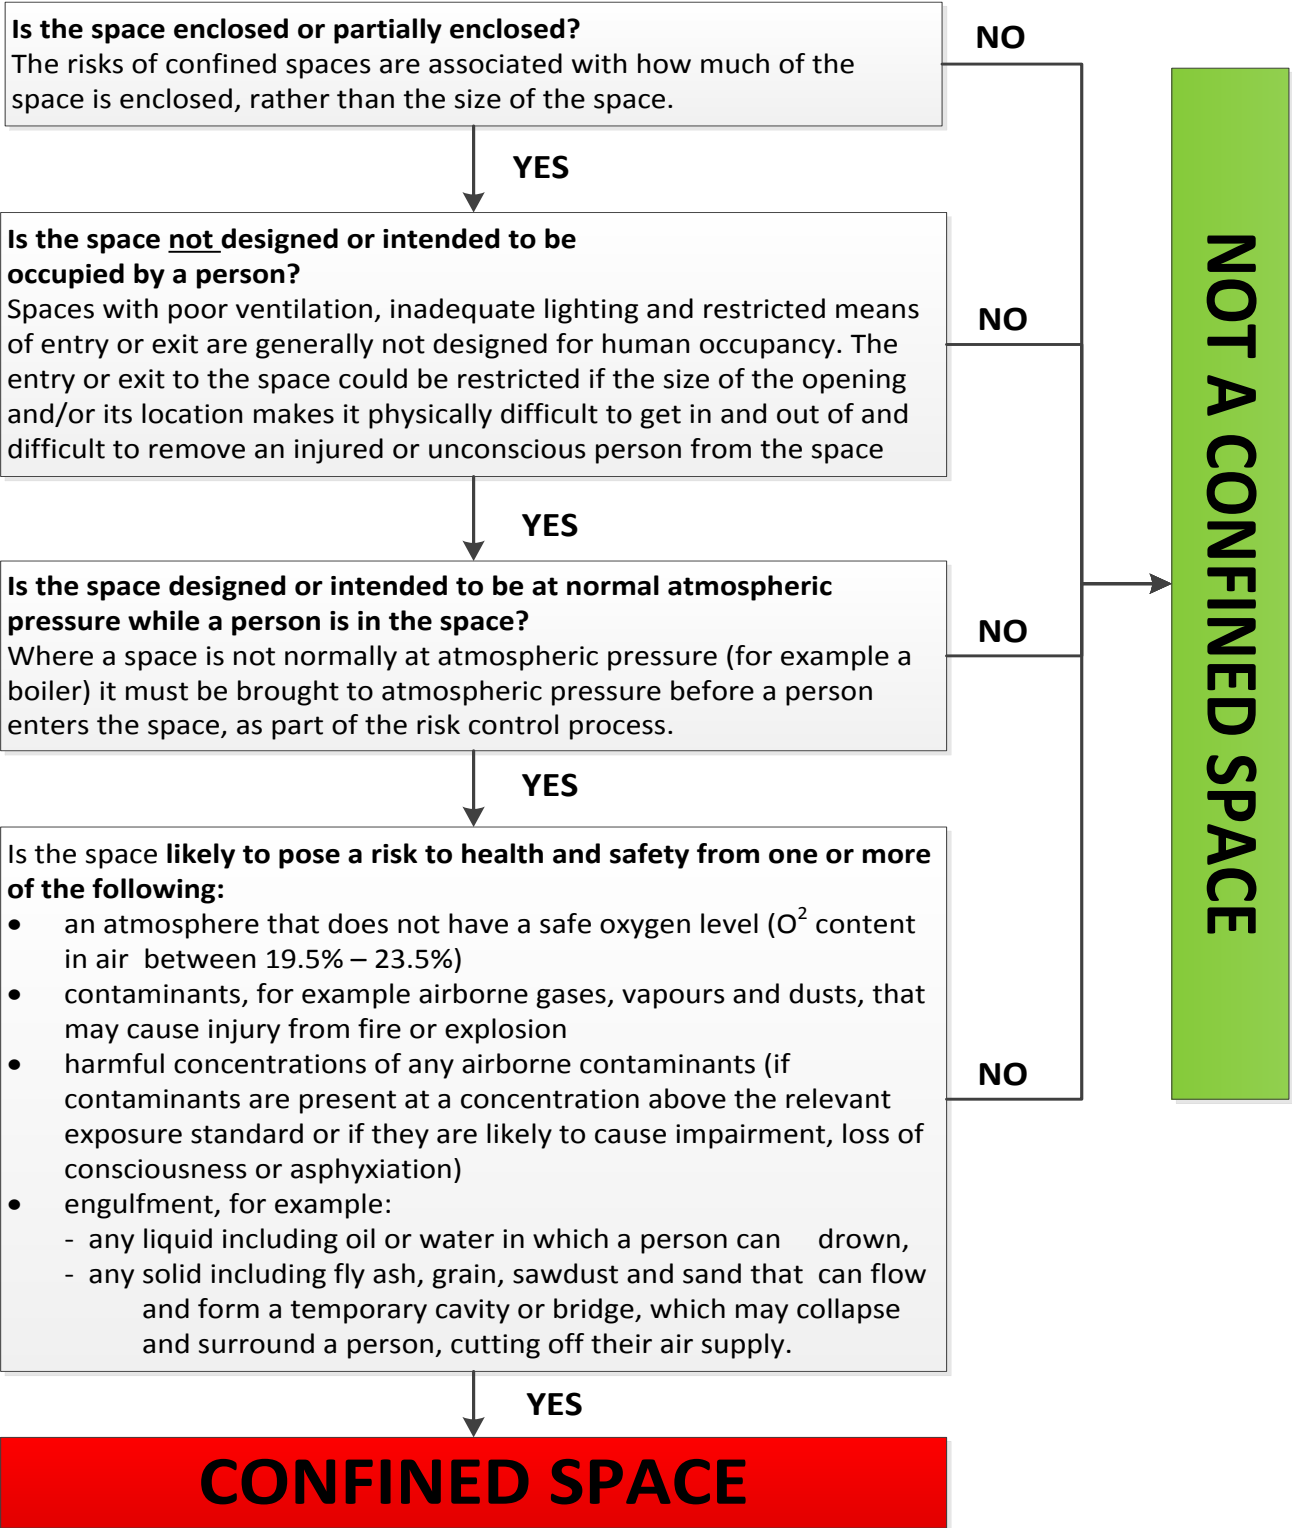 Is the space enclosed or partially enclosed?
The risks of confined spaces are associated with how much of the
space is enclosed, rather than the size of the space.
NO
YES
Is the space not designed or intended to be
occupied by a person?
Spaces with poor ventilation, inadequate lighting and restricted means
of entry or exit are generally not designed for human occupancy. The
entry or exit to the space could be restricted if the size of the opening
and/or its location makes it physically difficult to get in and out of and
difficult to remove an injured or unconscious person from the space
NO
YES
Is the space designed or intended to be at normal atmospheric
pressure while a person is in the space?
Where a space is not normally at atmospheric pressure (for example a
boiler) it must be brought to atmospheric pressure before a person
enters the space, as part of the risk control process.
NO
YES
Is the space likely to pose a risk to health and safety from one or more
of the following:
• an atmosphere that does not have a safe oxygen level (O² content
in air between 19.5% – 23.5%)
• contaminants, for example airborne gases, vapours and dusts, that
may cause injury from fire or explosion
• harmful concentrations of any airborne contaminants (if
contaminants are present at a concentration above the relevant
exposure standard or if they are likely to cause impairment, loss of
consciousness or asphyxiation)
• engulfment, for example:
- any liquid including oil or water in which a person can drown,
- any solid including fly ash, grain, sawdust and sand that can flow
and form a temporary cavity or bridge, which may collapse
and surround a person, cutting off their air supply.
NO
YES
CONFINED SPACE
NOT A CONFINED SPACE